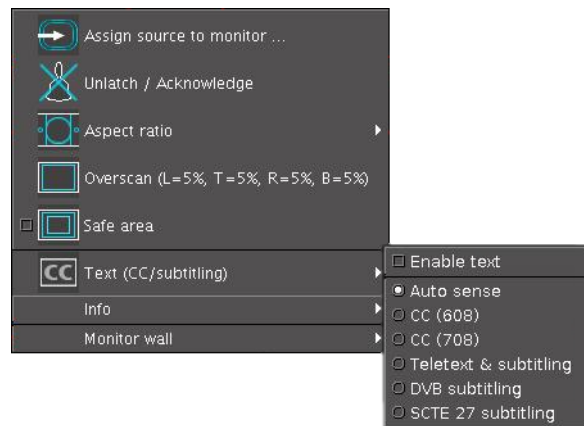 Assign source to monitor ...
Unlatch / Acknowledge
Aspect ratio
Overscan (L=5%, T=5%, R=5%, B=5%)
Safe area
CC Text (CC/subtitling)
Info
Monitor wall
Enable text
Auto sense
CC (608)
CC (708)
Teletext & subtitling
DVB subtitling
SCTE 27 subtitling